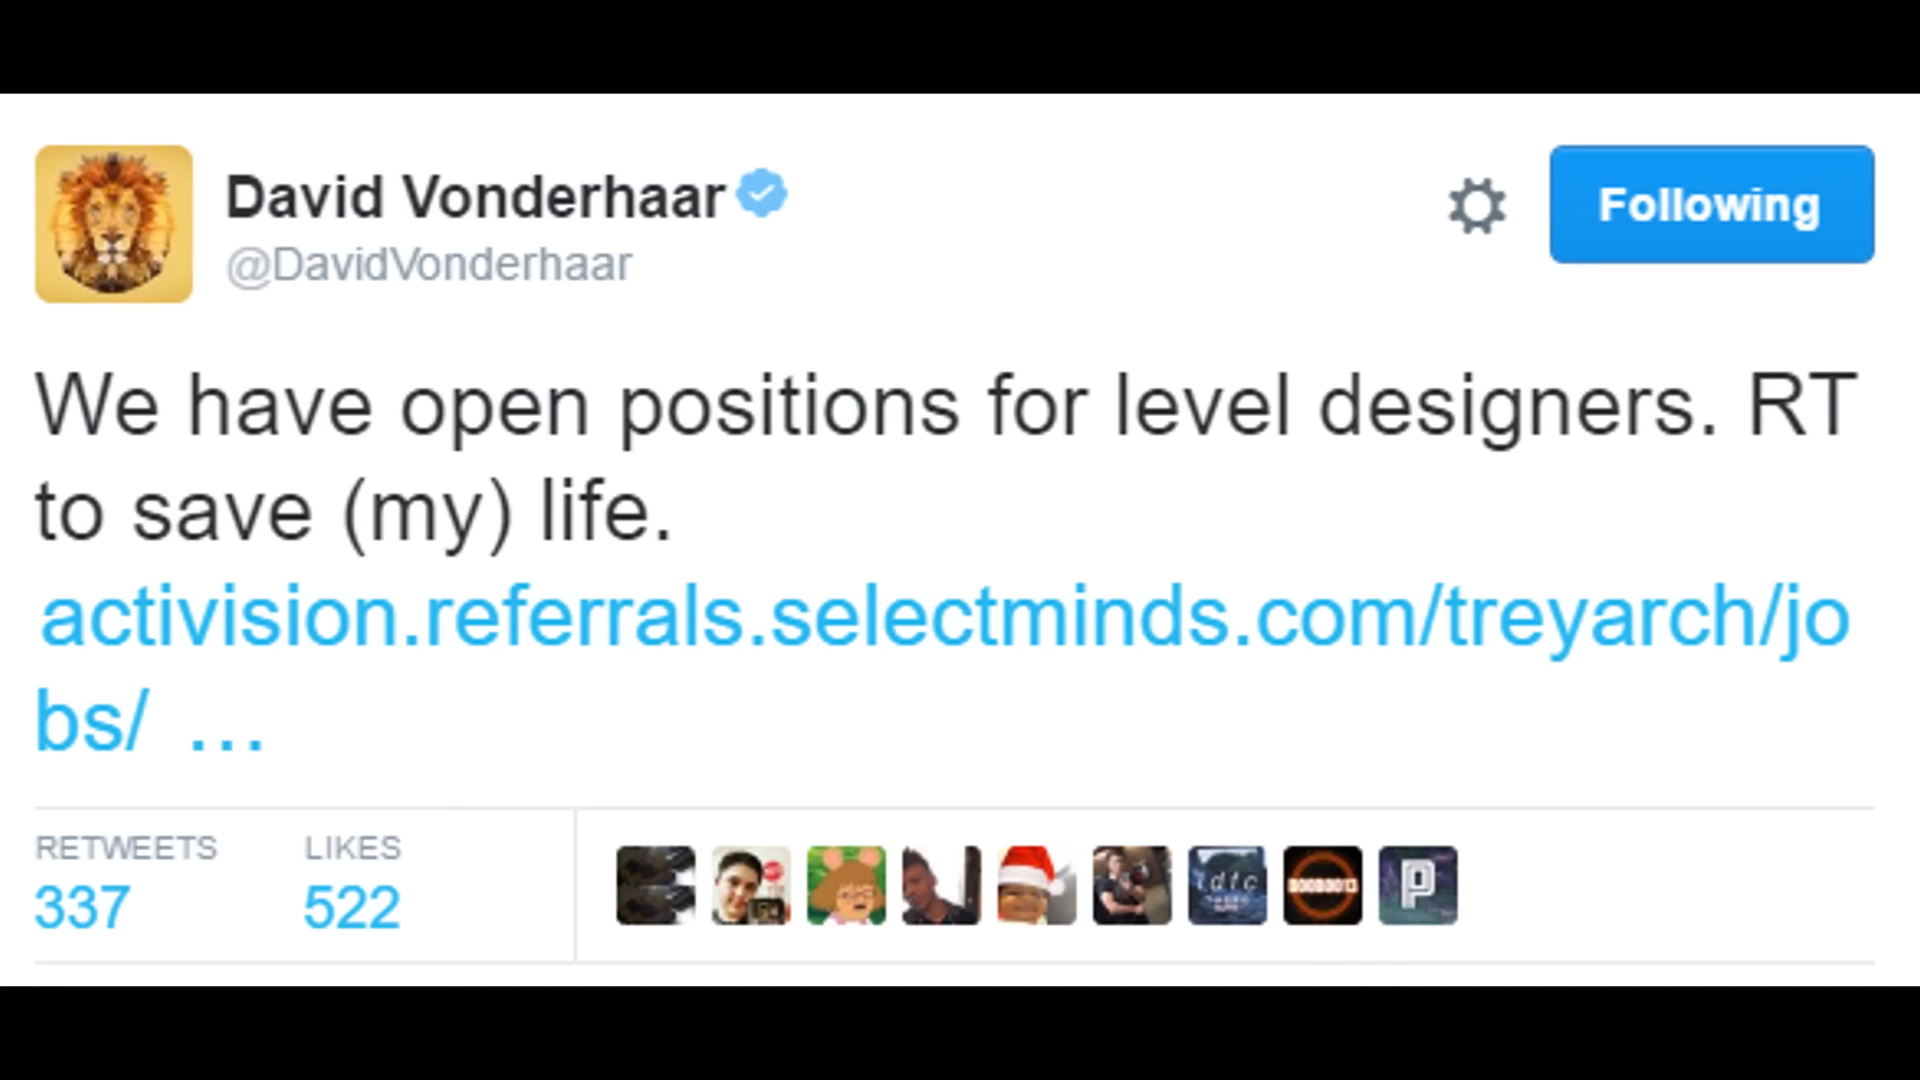 David Vonderhaar
@DavidVonderhaar
Following
We have open positions for level designers. RT
to save (my) life.
activision.referrals.selectminds.com/treyarch/jo
bs/ ...
RETWEETS
LIKES
337
522
idfc
P